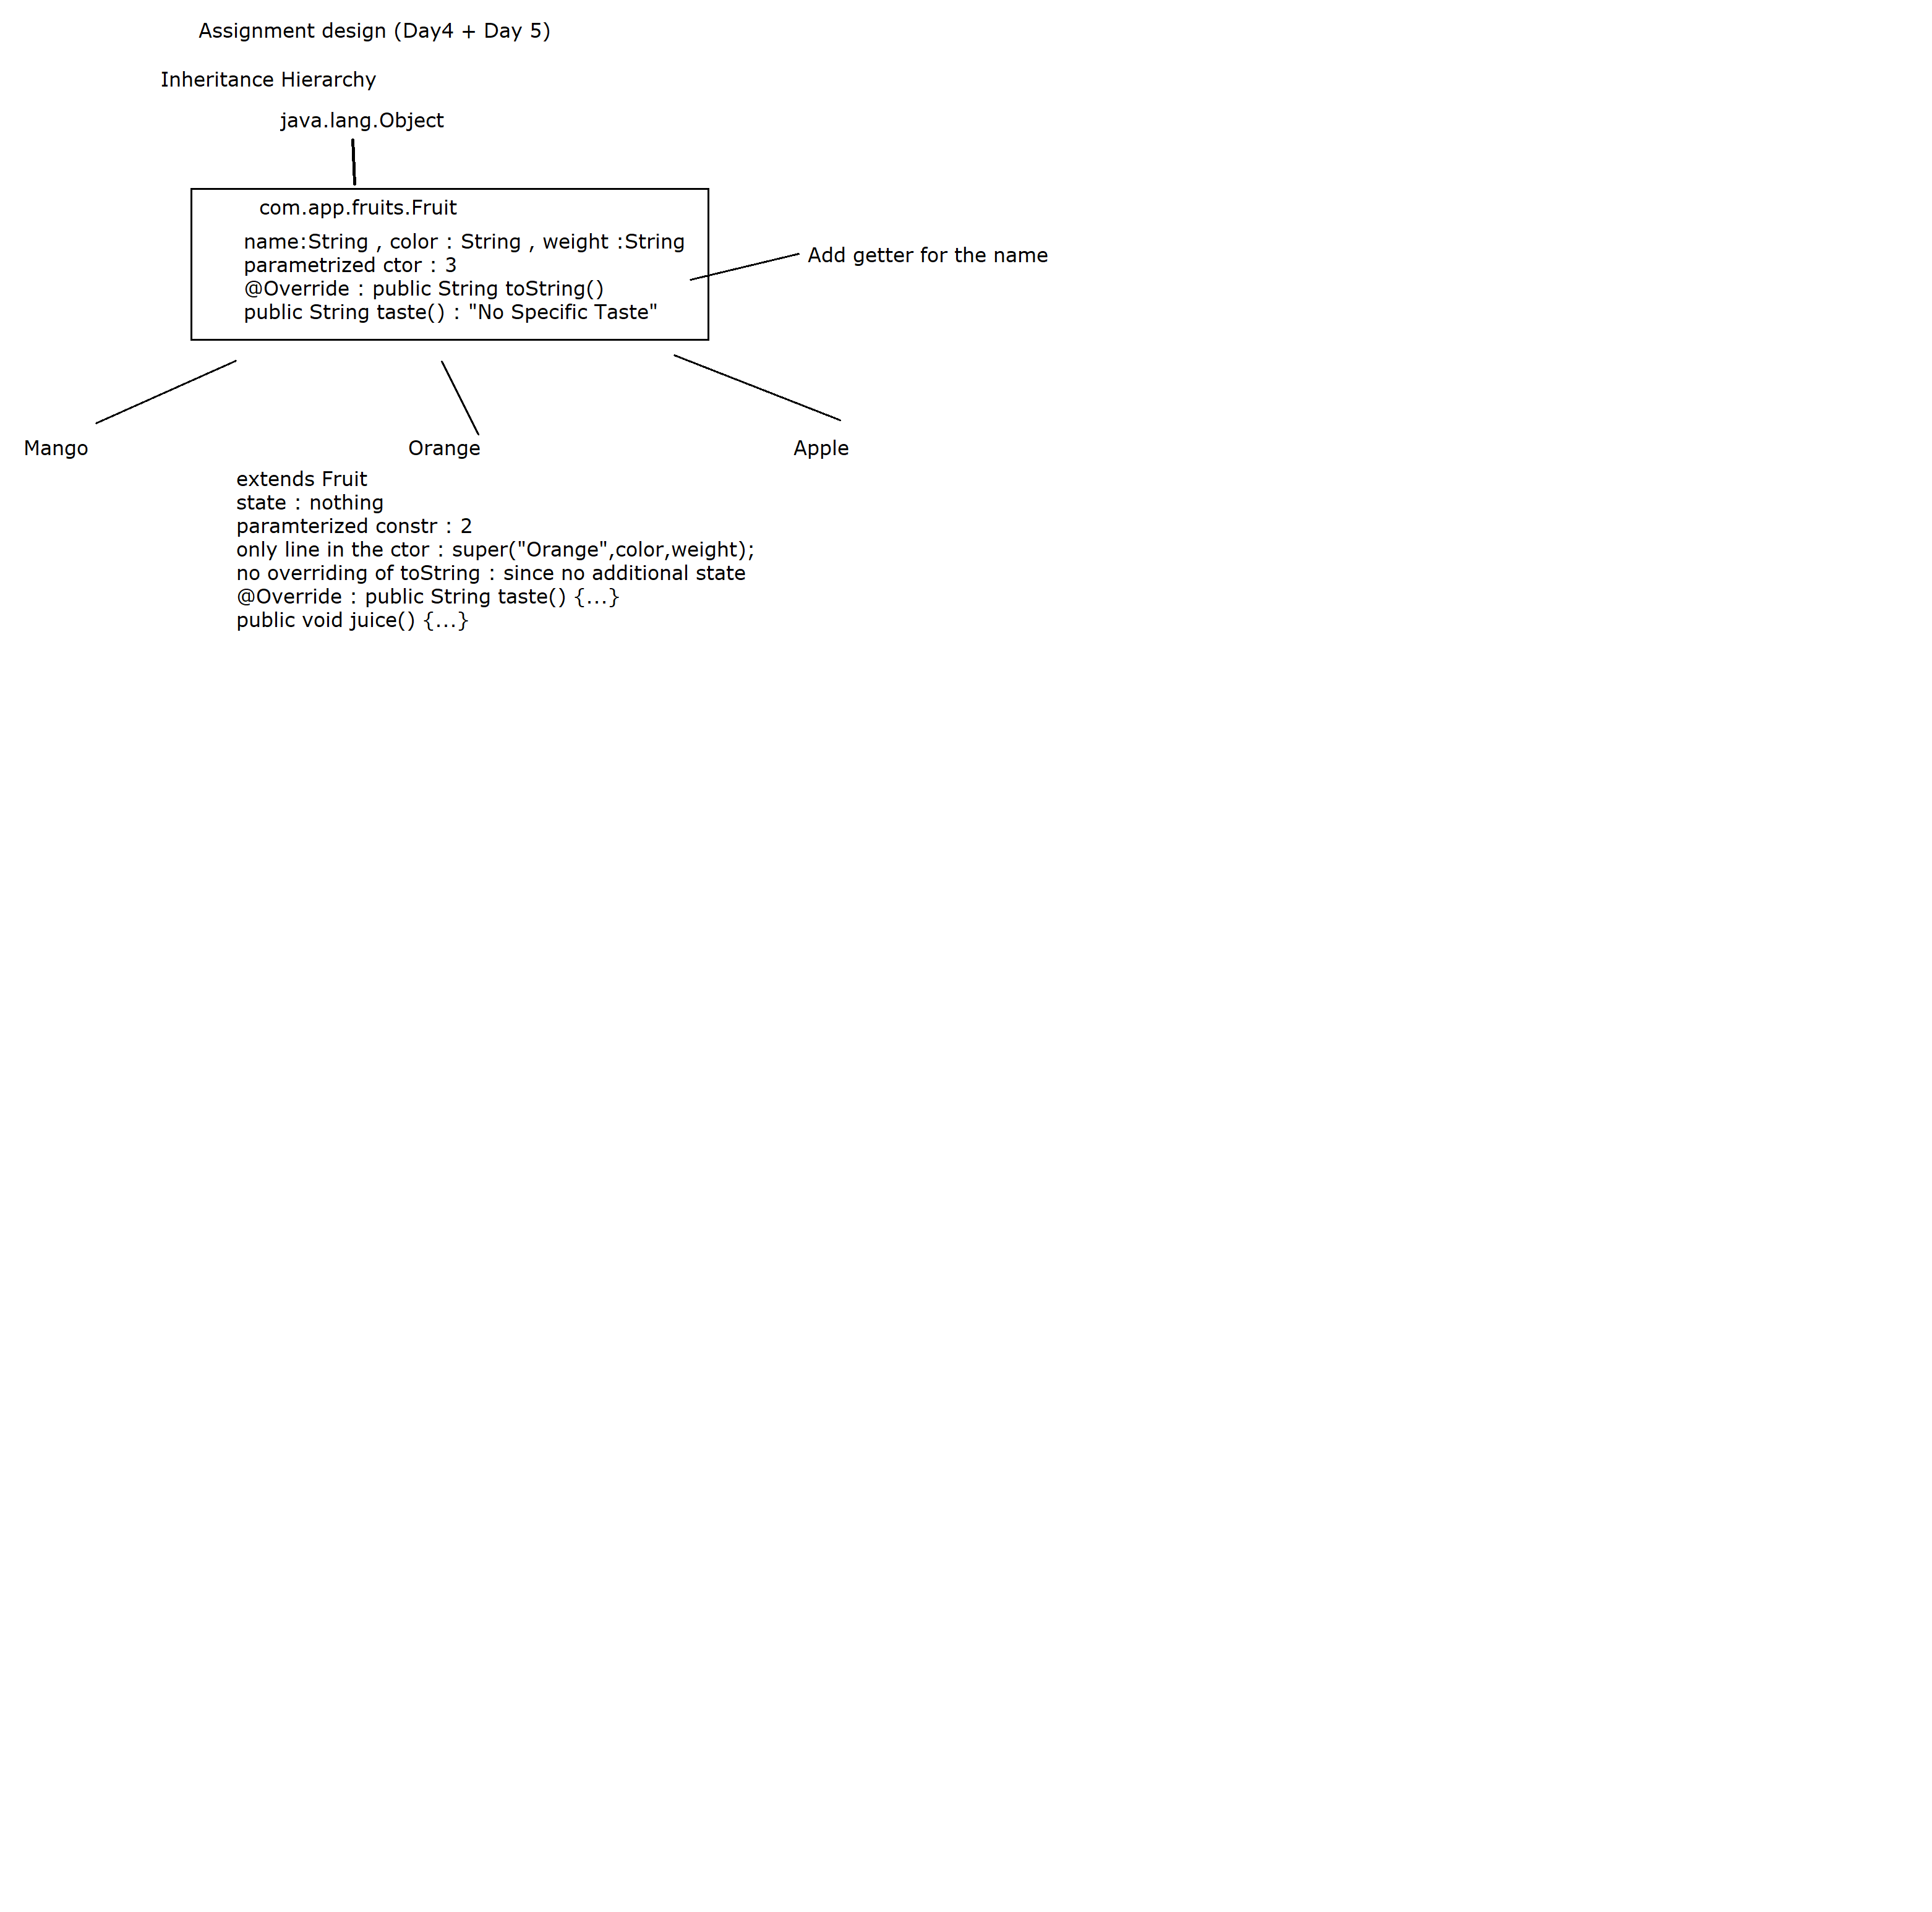 Assignment design (Day4 + Day 5)
Inheritance Hierarchy
java.lang.Object
com.app.fruits.Fruit
name:String , color : String , weight :String
parametrized ctor : 3
@Override : public String toString()
public String taste() : "No Specific Taste"
Add getter for the name
Mango
Orange
Apple
extends Fruit
state : nothing
paramterized constr : 2
only line in the ctor : super("Orange",color,weight);
no overriding of toString : since no additional state
@Override : public String taste() {...}
public void juice() {...}